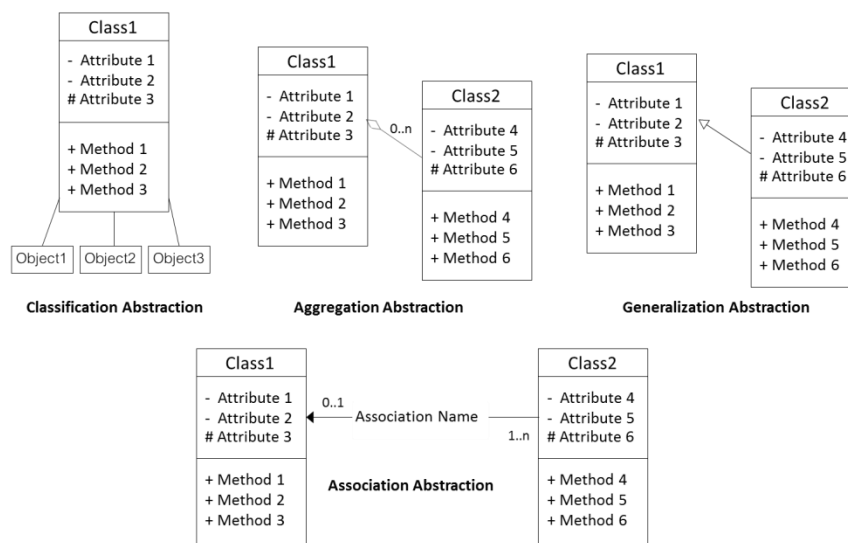 Class1
- Attribute 1
- Attribute 2
# Attribute 3
+ Method 1
+ Method 2
+ Method 3
Object1
Object2
Object3
Classification Abstraction
Class1
- Attribute 1
- Attribute 2
# Attribute 3
+ Method 1
+ Method 2
+ Method 3
0..n
Class2
- Attribute 4
- Attribute 5
# Attribute 6
+ Method 4
+ Method 5
+ Method 6
Aggregation Abstraction
Class1
- Attribute 1
- Attribute 2
# Attribute 3
+ Method 1
+ Method 2
+ Method 3
Class2
- Attribute 4
- Attribute 5
# Attribute 6
+ Method 4
+ Method 5
+ Method 6
Generalization Abstraction
Class1
- Attribute 1
- Attribute 2
# Attribute 3
+ Method 1
+ Method 2
+ Method 3
0..1
Association Name
1..n
Class2
- Attribute 4
- Attribute 5
# Attribute 6
+ Method 4
+ Method 5
+ Method 6
Association Abstraction